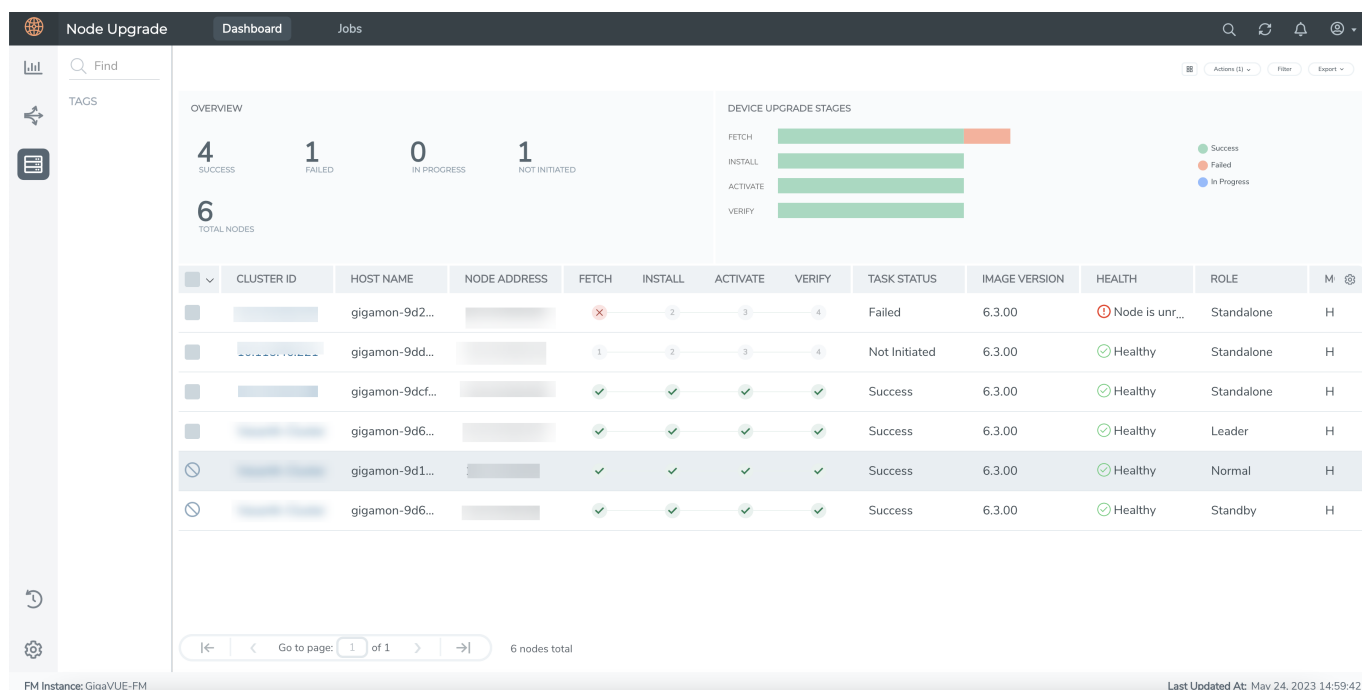 Node Upgrade Dashboard Jobs
Find
TAGS
Actions (1) Filter Export
OVERVIEW
4 1 0 1
SUCCESS FAILED IN PROGRESS NOT INITIATED
6
TOTAL NODES
DEVICE UPGRADE STAGES
FETCH
INSTALL
ACTIVATE
VERIFY
Success
Failed
In Progress
CLUSTER ID HOST NAME NODE ADDRESS FETCH INSTALL ACTIVATE VERIFY TASK STATUS IMAGE VERSION HEALTH ROLE
gigamon-9d2... 2 3 4 Failed 6.3.00 Node is unr... Standalone H
gigamon-9dd... 1 2 3 4 Not Initiated 6.3.00 Healthy Standalone H
gigamon-9dcf... Success 6.3.00 Healthy Standalone H
gigamon-9d6... Success 6.3.00 Healthy Leader H
gigamon-9d1... Success 6.3.00 Healthy Normal H
gigamon-9d6... Success 6.3.00 Healthy Standby H
Go to page: 1 of 1 6 nodes total
FM Instance: GigaVUE-FM Last Updated At: May 24, 2023 14:59:42